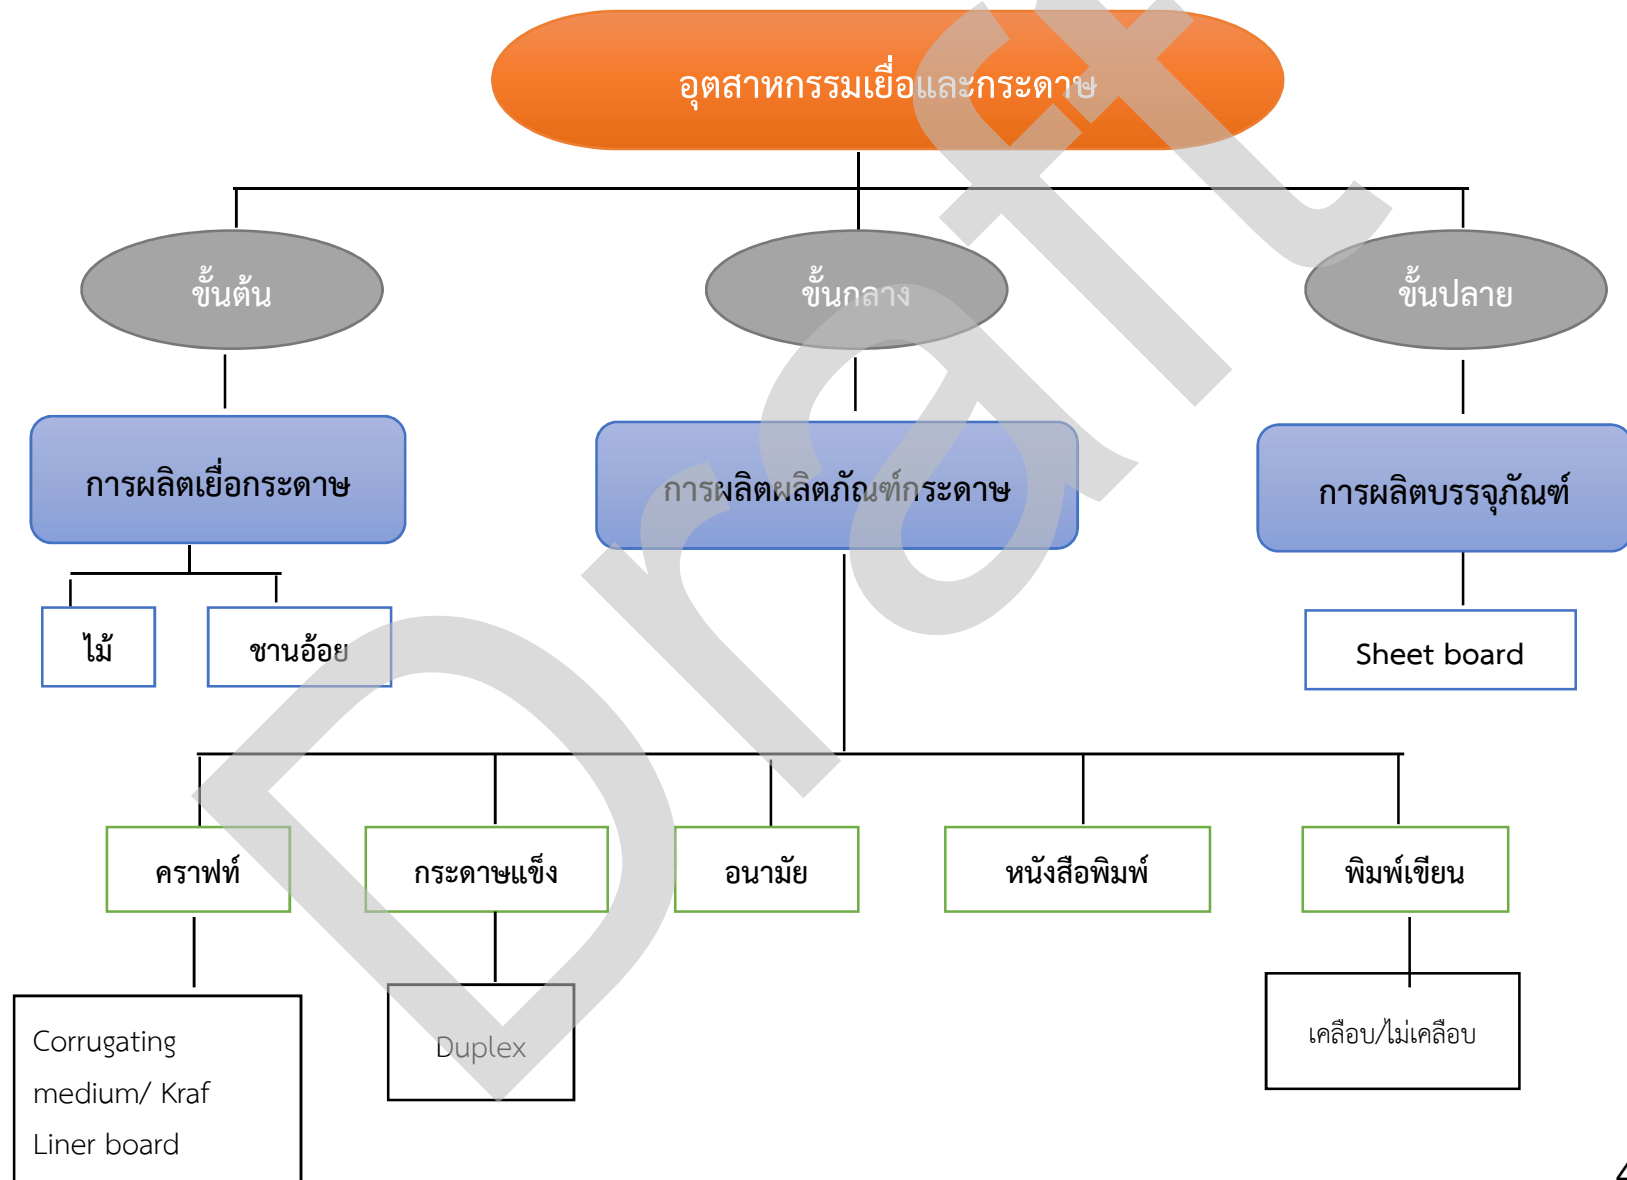 อุตสาหกรรมเยื่อและกระดาษ
ขั้นต้น
ขั้นกลาง
ขั้นปลาย
การผลิตเยื่อกระดาษ
การผลิตผลิตภัณฑ์กระดาษ
การผลิตบรรจุภัณฑ์
ไม้
ชานอ้อย
Sheet board
คราฟท์
กระดาษแข็ง
อนามัย
หนังสือพิมพ์
พิมพ์เขียน
Corrugating
medium/ Kraf
Liner board
Duplex
เคลือบ/ไม่เคลือบ
Draft